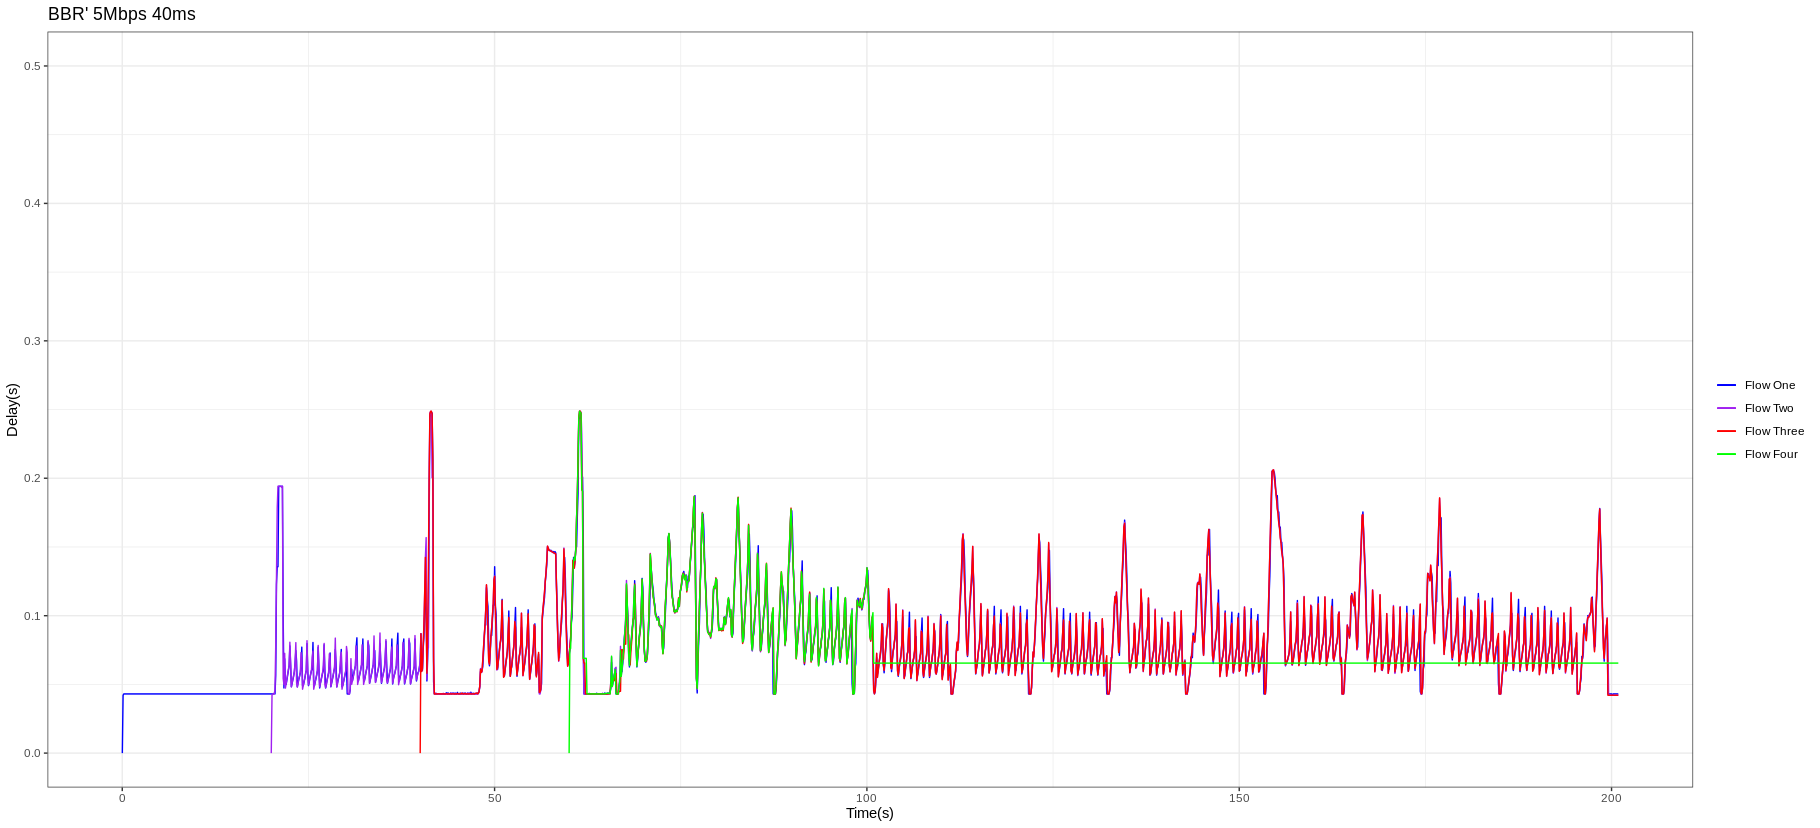 BBR' 5Mbps 40ms
0.5
0.4
0.3
0.2
0.1
0.0
Delay(s)
0 50 100 150 200
Time(s)
Flow One
Flow Two
Flow Three
Flow Four